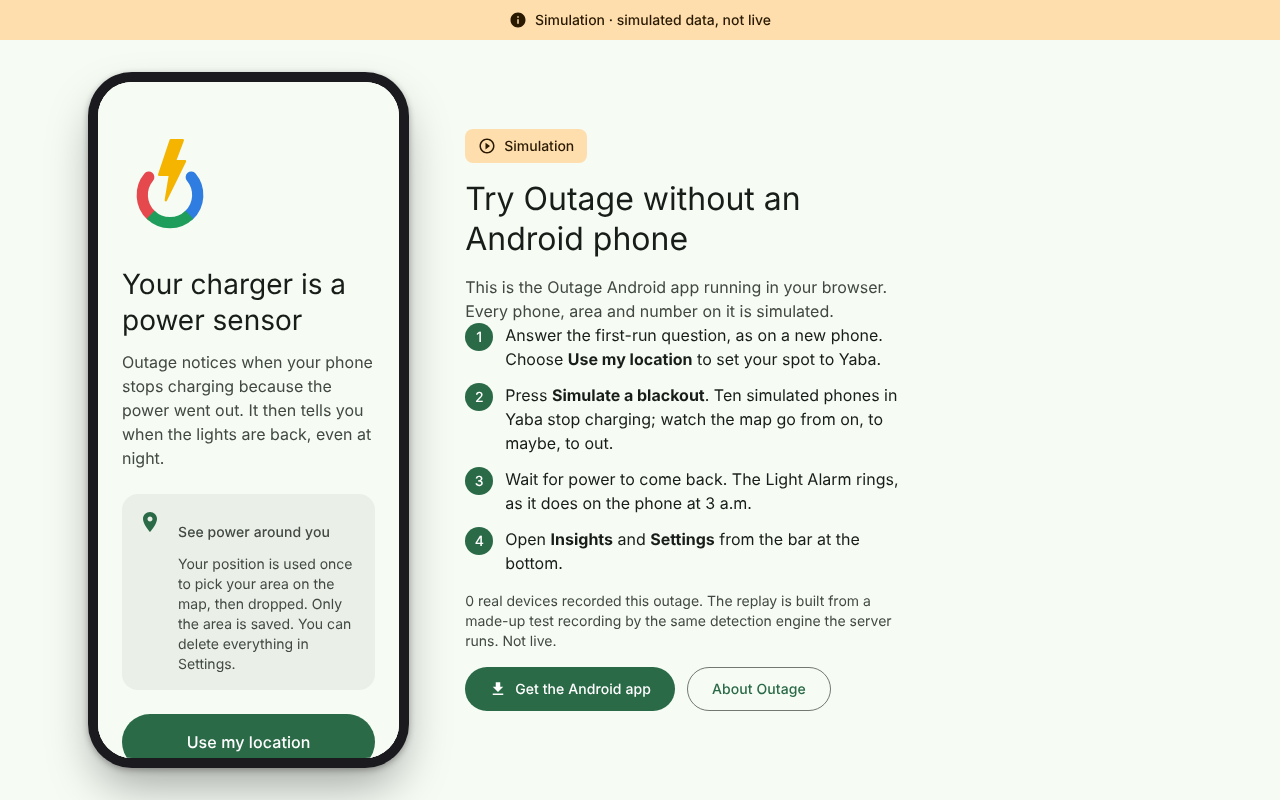 Simulation · simulated data, not live
Your charger is a
power sensor
Outage notices when your phone
stops charging because the
power went out. It then tells you
when the lights are back, even at
night.
See power around you
Your position is used once
to pick your area on the
map, then dropped. Only
the area is saved. You can
delete everything in
Settings.
Use my location
Simulation
Try Outage without an
Android phone
This is the Outage Android app running in your browser.
Every phone, area and number on it is simulated.
1 Answer the first-run question, as on a new phone.
Choose Use my location to set your spot to Yaba.
2 Press Simulate a blackout. Ten simulated phones in
Yaba stop charging; watch the map go from on, to
maybe, to out.
3 Wait for power to come back. The Light Alarm rings,
as it does on the phone at 3 a.m.
4 Open Insights and Settings from the bar at the
bottom.
0 real devices recorded this outage. The replay is built from a
made-up test recording by the same detection engine the server
runs. Not live.
Get the Android app
About Outage